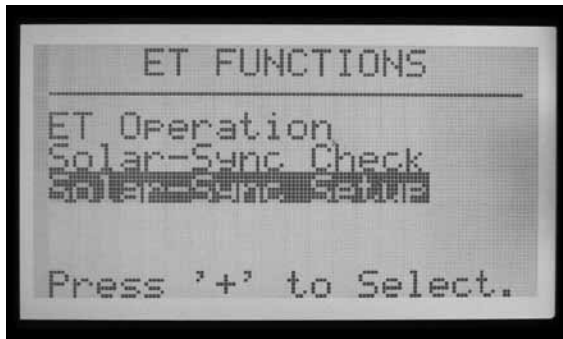 ET FUNCTIONS
ET Operation
Solar-Sync Check
Solar-Sync Setup
Press '+' to Select.